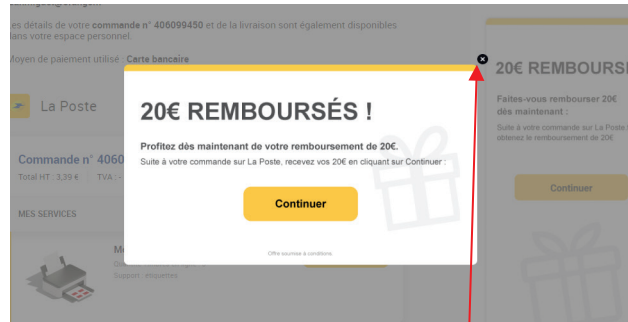 es détails de votre commande n° 406099450 et de la livraison sont également disponibles
ans votre espace personnel.
Moyen de paiement utilisé : Carte bancaire
La Poste
Commande n° 4060
Total HT : 3,39 € TVA : -
MES SERVICES
Support : étiquettes
20€ REMBOURSÉS !
Profitez dès maintenant de votre remboursement de 20€.
Suite à votre commande sur La Poste, recevez vos 20€ en cliquant sur Continuer :
Continuer
Offre soumise à conditions.
20€ REMBOURS
Faites-vous rembourser 20€
dès maintenant :
Suite à votre commande sur La Poste
obtenez le remboursement de 20€
Continuer